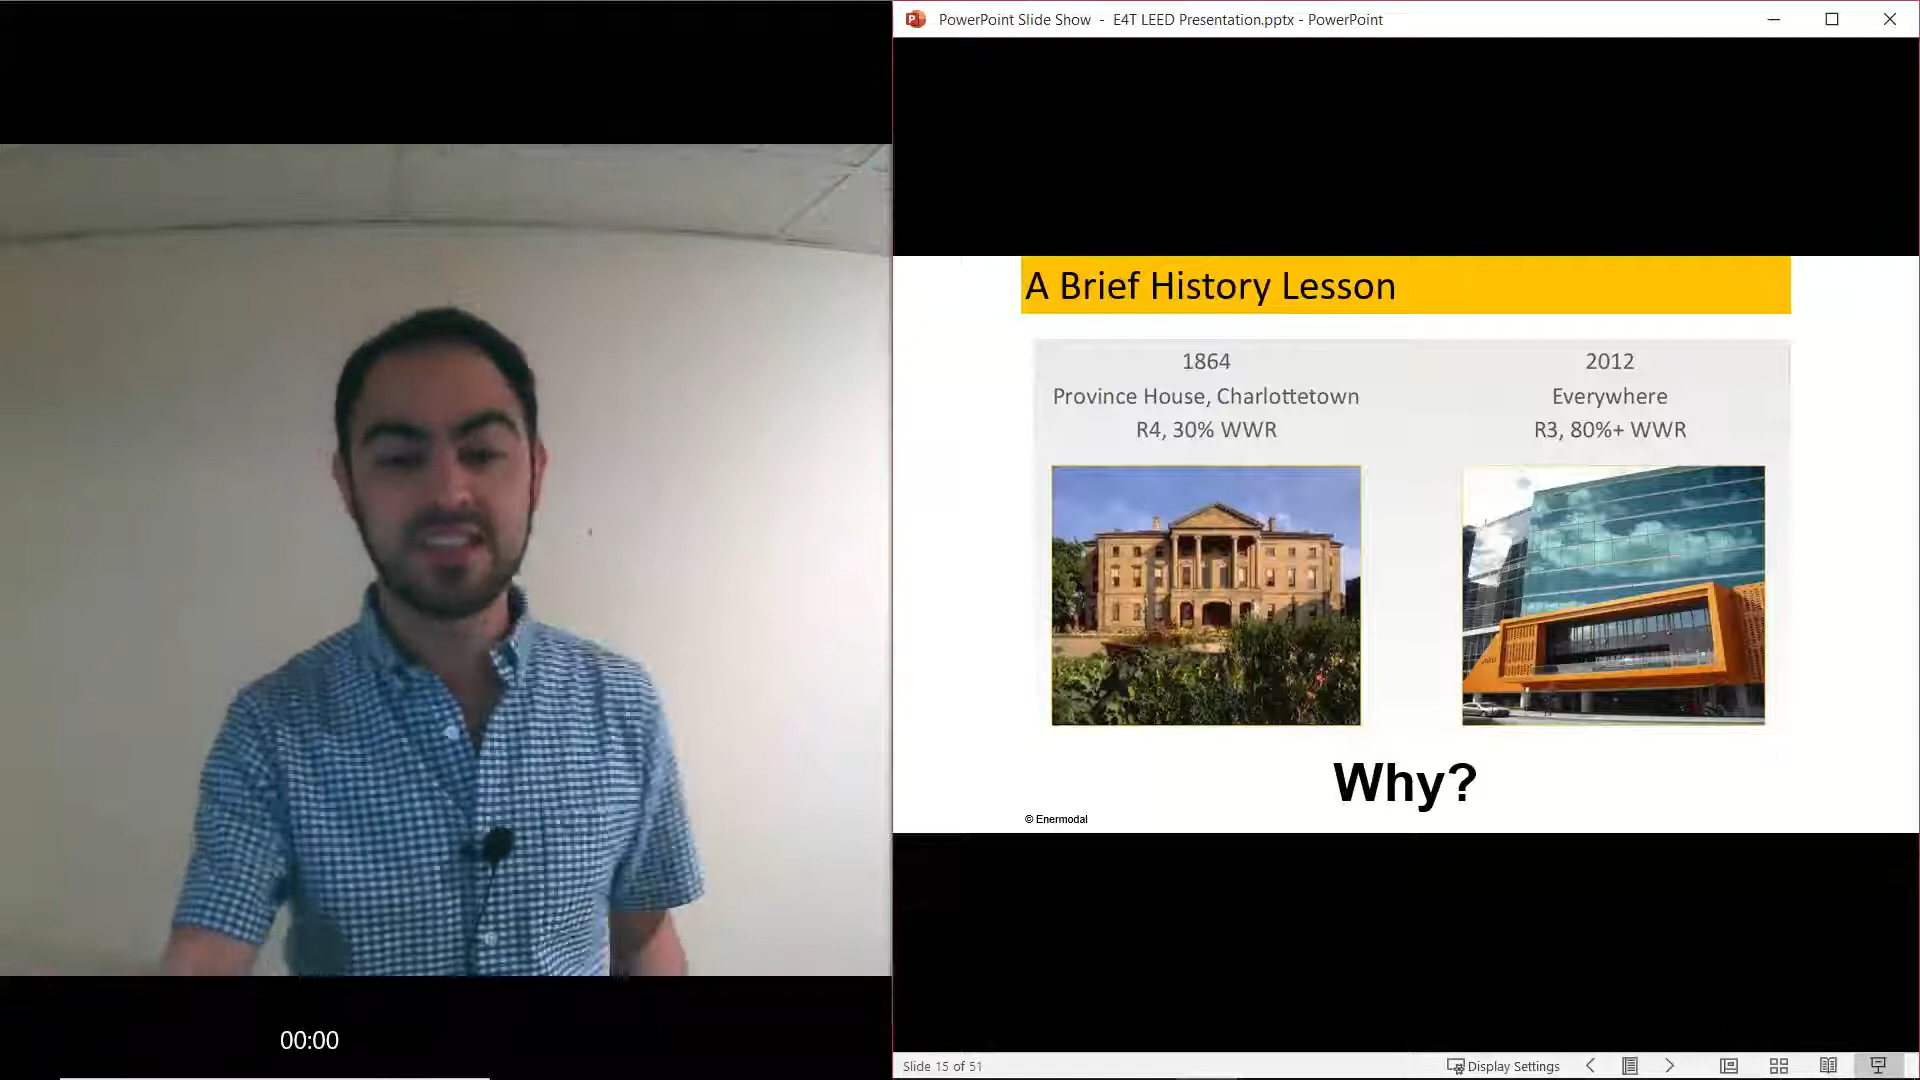 PowerPoint Slide Show - E4T LEED Presentation.pptx - PowerPoint
A Brief History Lesson
1864
Province House, Charlottetown
R4, 30% WWR
2012
Everywhere
R3, 80%+ WWR
Why?
© Enermodal
00:00
Slide 15 of 51
Display Settings